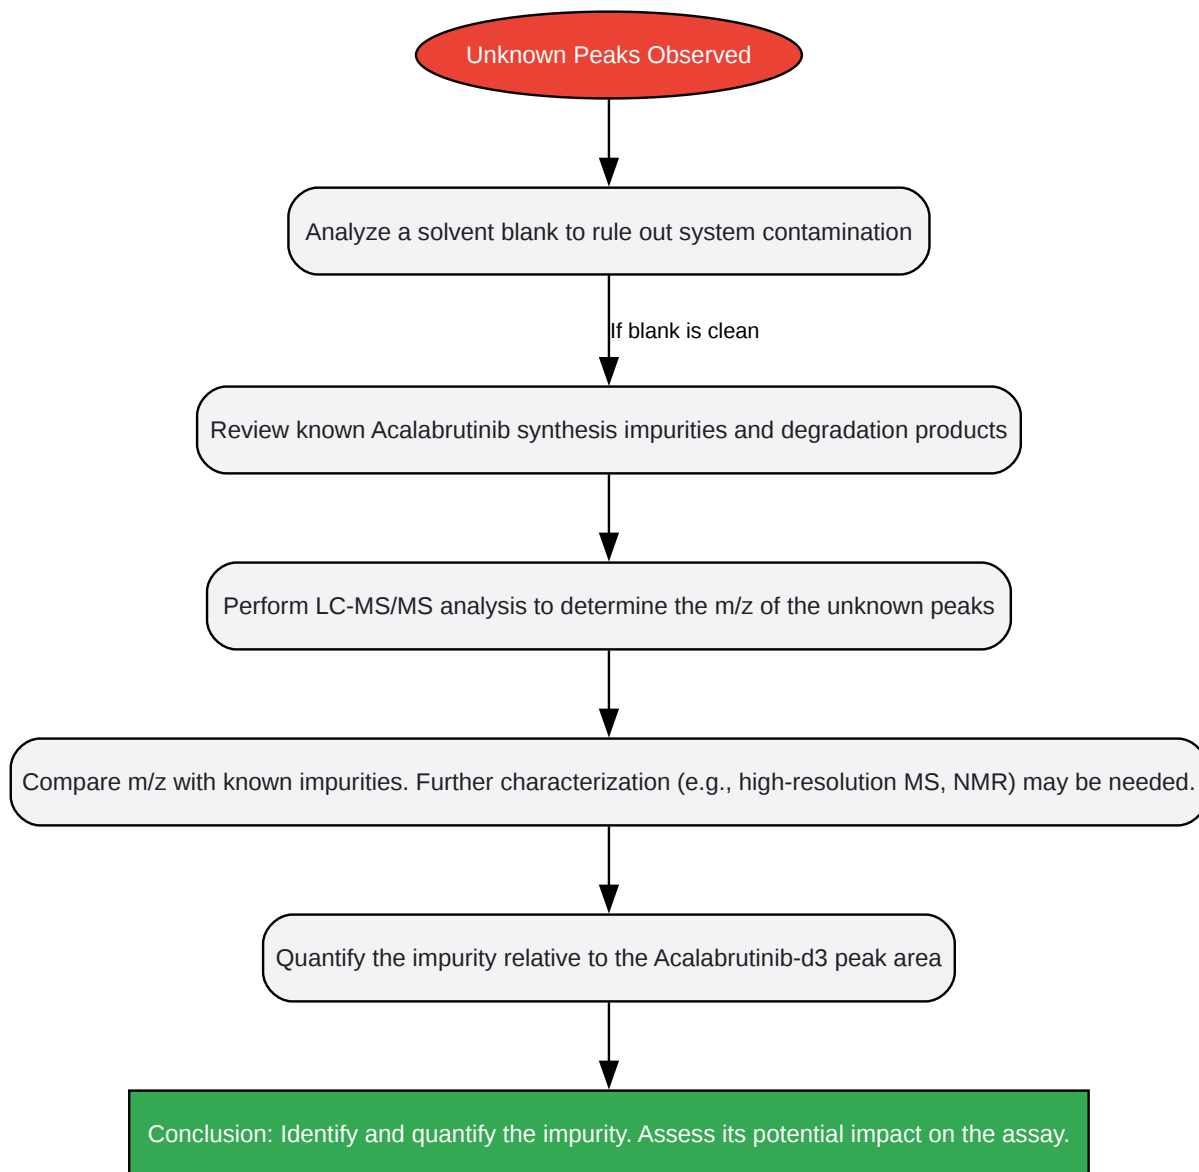 Unknown Peaks Observed
Analyze a solvent blank to rule out system contamination
If blank is clean
Review known Acalabrutinib synthesis impurities and degradation products
Perform LC-MS/MS analysis to determine the m/z of the unknown peaks
Compare m/z with known impurities. Further characterization (e.g., high-resolution MS, NMR) may be needed.
Quantify the impurity relative to the Acalabrutinib-d3 peak area
Conclusion: Identify and quantify the impurity. Assess its potential impact on the assay.